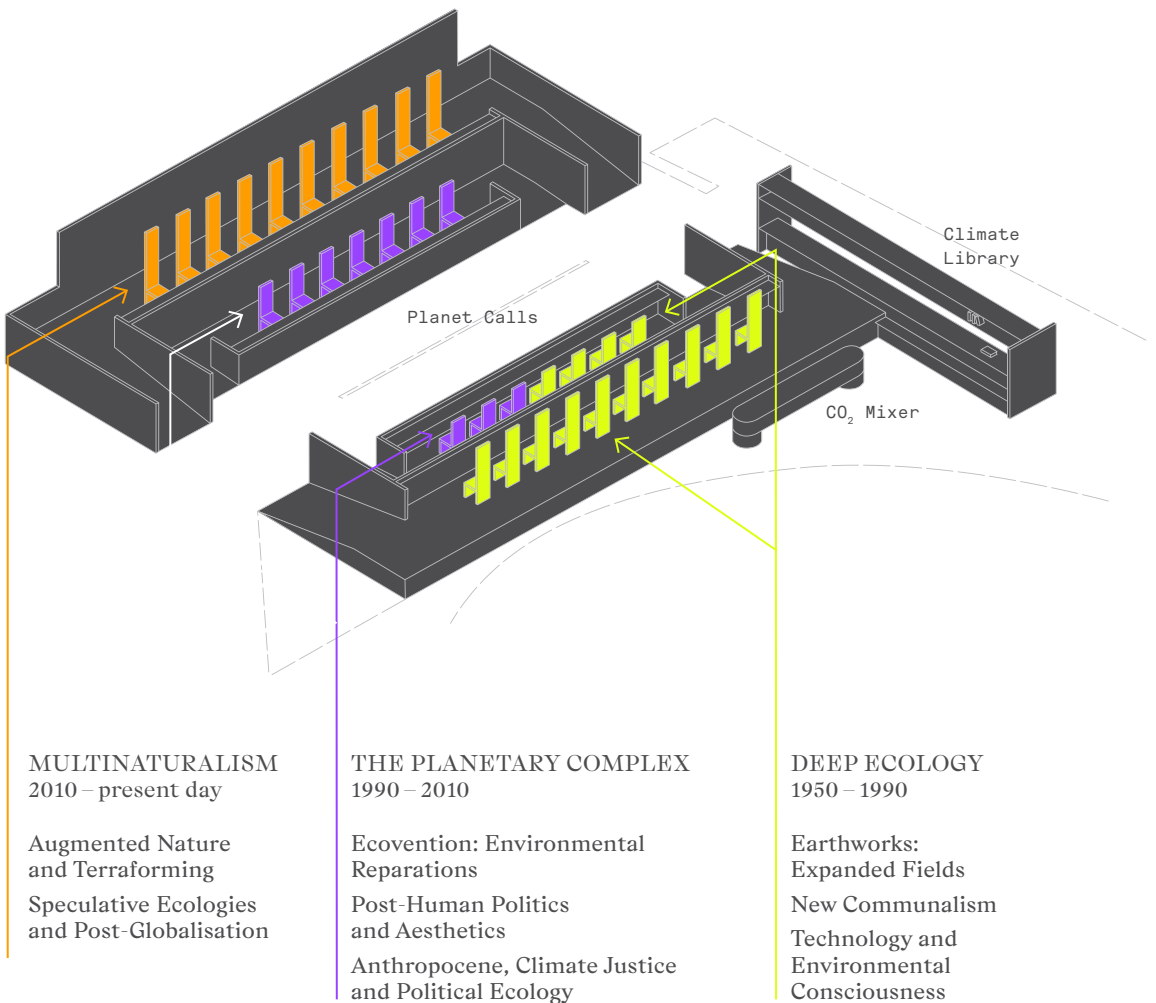 Climate
Library
Planet Calls
CO₂ Mixer
MULTINATURALISM
2010 – present day
Augmented Nature
and Terraforming
Speculative Ecologies
and Post-Globalisation
THE PLANETARY COMPLEX
1990 – 2010
Ecovention: Environmental
Reparations
Post-Human Politics
and Aesthetics
Anthropocene, Climate Justice
and Political Ecology
DEEP ECOLOGY
1950 – 1990
Earthworks:
Expanded Fields
New Communalism
Technology and
Environmental
Consciousness